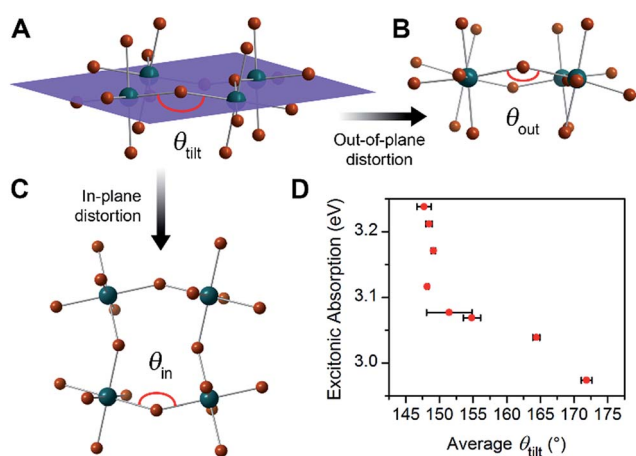 A
B
θtilt
Out-of-plane
distortion
θout
C
In-plane
distortion
D
θin
Excitonic Absorption (eV)
3.2
3.1
3.0
145 150 155 160 165 170 175
Average θtilt (°)